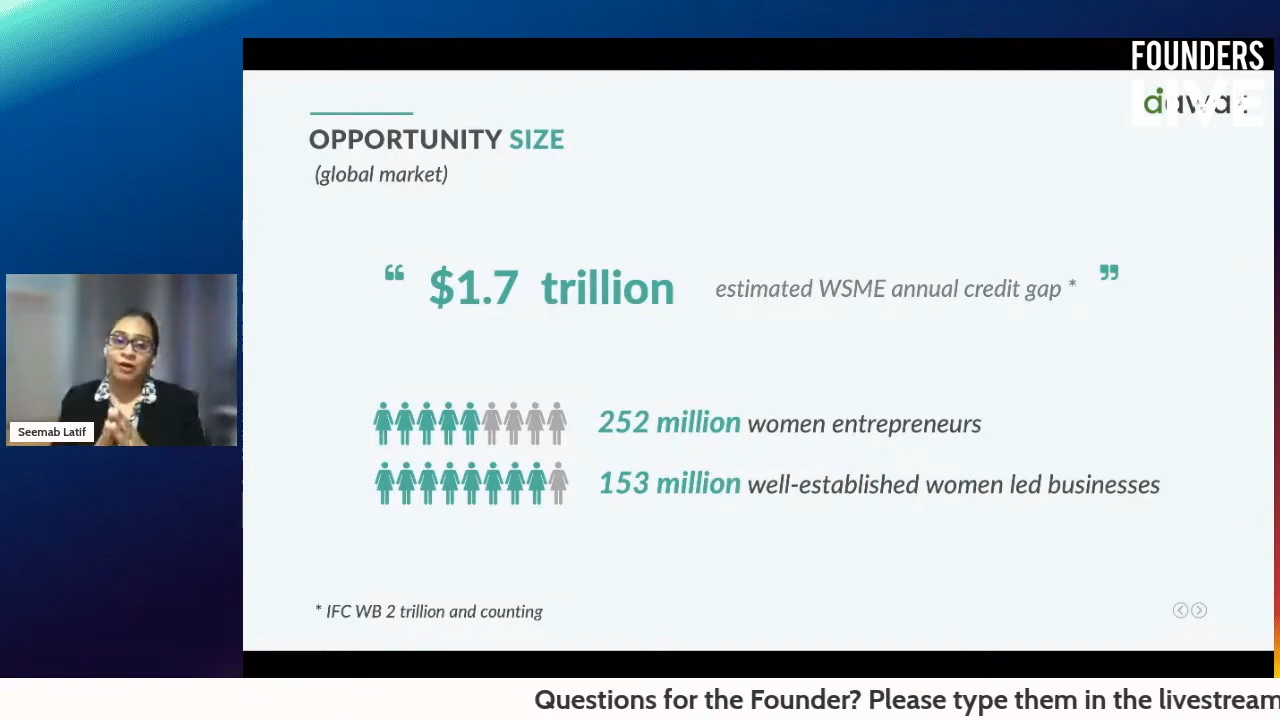 FOUNDERS
LIVE
OPPORTUNITY SIZE
(global market)
“ $1.7 trillion estimated WSME annual credit gap * ”
252 million women entrepreneurs
153 million well-established women led businesses
Seemab Latif
* IFC WB 2 trillion and counting
Questions for the Founder? Please type them in the livestream